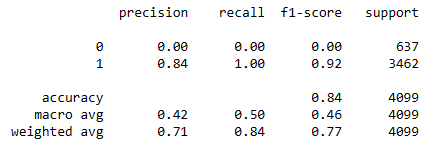 precision recall f1-score support
0 0.00 0.00 0.00 637
1 0.84 1.00 0.92 3462
accuracy 0.84 4099
macro avg 0.42 0.50 0.46 4099
weighted avg 0.71 0.84 0.77 4099